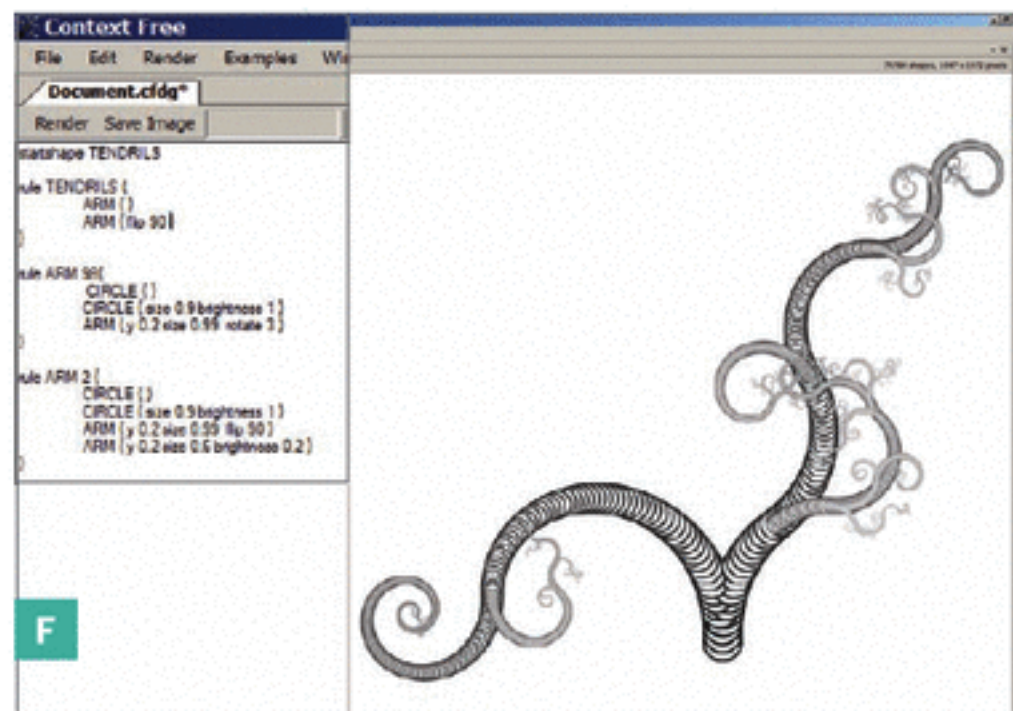 Context Free
File Edit Render Examples Wi
Document.cfdg*
Render Save Image
startshape TENDRILS
rule TENDRILS {
ARM { }
ARM { flip 90
}
rule ARM 98{
CIRCLE { }
CIRCLE { size 0.9 brightness 1 }
ARM { y 0.2 size 0.99 rotate 3 }
}
rule ARM 2 {
CIRCLE { }
CIRCLE { size 0.9 brightness 1 }
ARM { y 0.2 size 0.99 flip 90 }
ARM { y 0.2 size 0.6 brightness 0.2 }
}
shapes, pixels
F